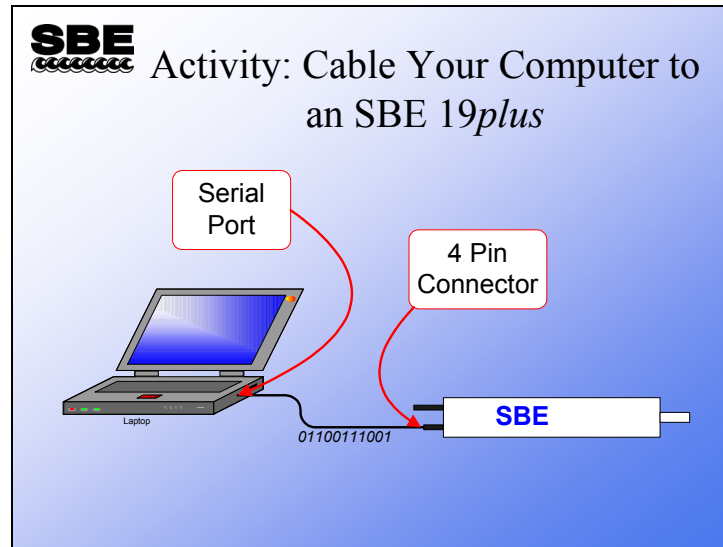 SBE
Activity: Cable Your Computer to
an SBE 19plus
Serial
Port
4 Pin
Connector
Laptop
01100111001
SBE